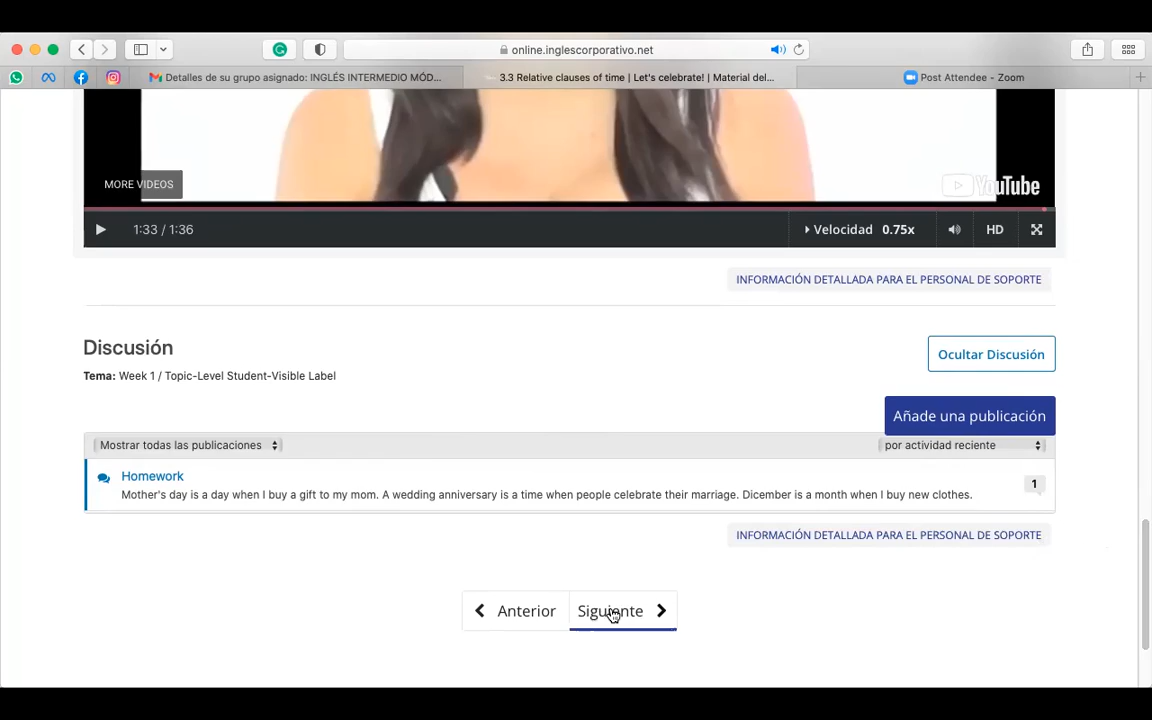 online.inglescorporativo.net
Detalles de su grupo asignado: INGLÉS INTERMEDIO MÓD...
3.3 Relative clauses of time | Let's celebrate! | Material del...
Post Attendee - Zoom
MORE VIDEOS
YouTube
1:33 / 1:36
Velocidad 0.75x
HD
INFORMACIÓN DETALLADA PARA EL PERSONAL DE SOPORTE
Discusión
Ocultar Discusión
Tema: Week 1 / Topic-Level Student-Visible Label
Añade una publicación
Mostrar todas las publicaciones
por actividad reciente
Homework
Mother's day is a day when I buy a gift to my mom. A wedding anniversary is a time when people celebrate their marriage. Dicember is a month when I buy new clothes.
1
INFORMACIÓN DETALLADA PARA EL PERSONAL DE SOPORTE
Anterior
Siguiente